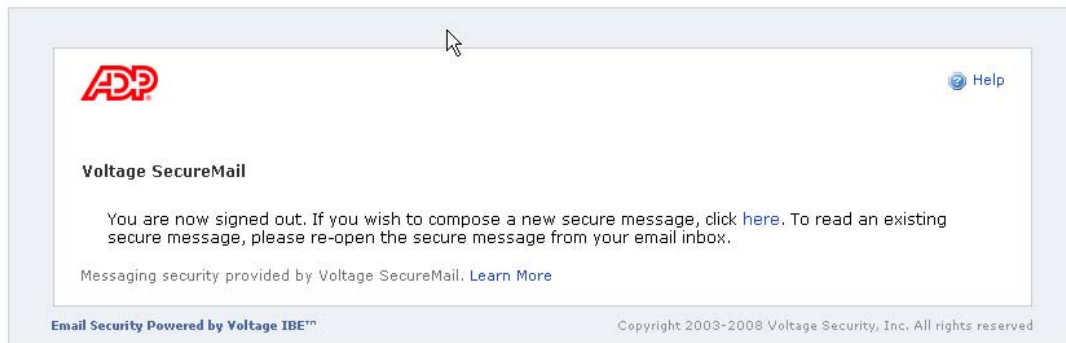 ADP
Help
Voltage SecureMail
You are now signed out. If you wish to compose a new secure message, click here. To read an existing
secure message, please re-open the secure message from your email inbox.
Messaging security provided by Voltage SecureMail. Learn More
Email Security Powered by Voltage IBE™ Copyright 2003-2008 Voltage Security, Inc. All rights reserved